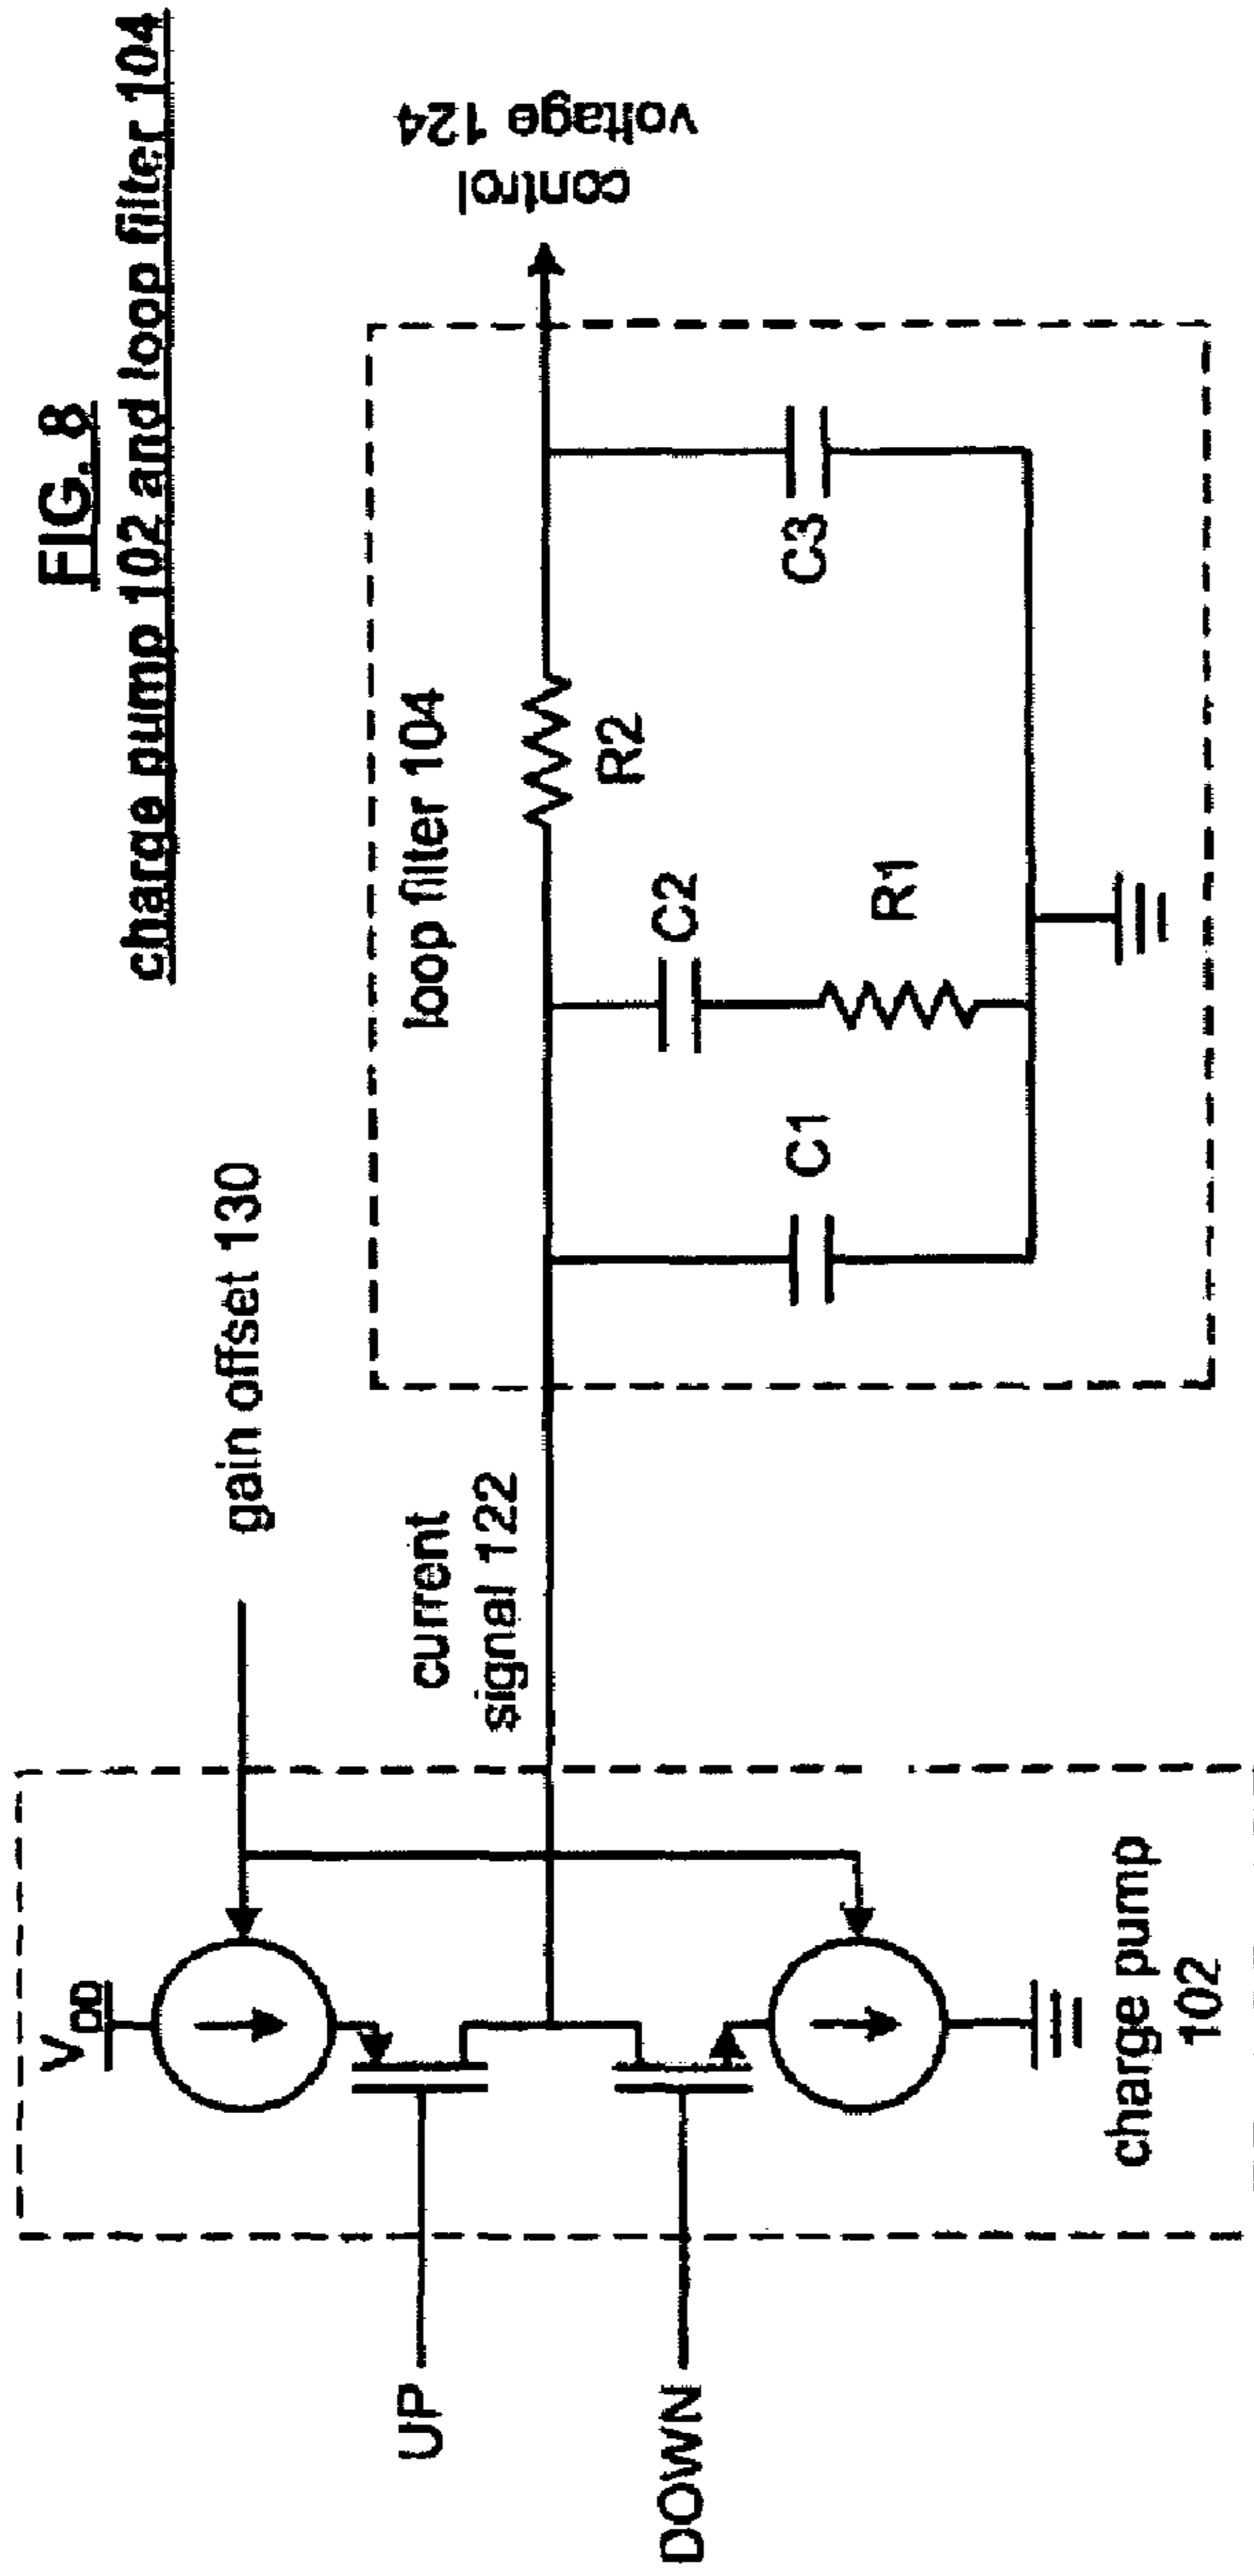 FIG. 8
charge pump 102 and loop filter 104
gain offset 130
V_DD
current
signal 122
loop filter 104
control
voltage 124
UP
DOWN
C1
C2
R1
R2
C3
charge pump
102